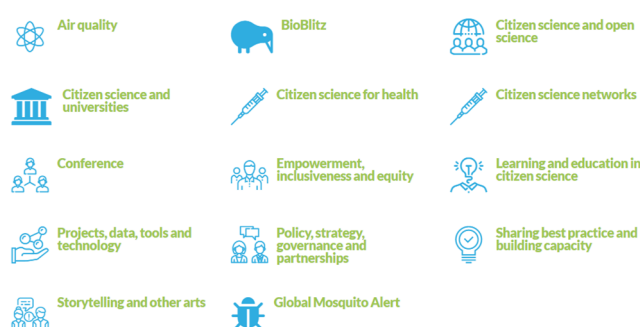 Air quality
BioBlitz
Citizen science and open
science
Citizen science and
universities
Citizen science for health
Citizen science networks
Conference
Empowerment,
inclusiveness and equity
Learning and education in
citizen science
Projects, data, tools and
technology
Policy, strategy,
governance and
partnerships
Sharing best practice and
building capacity
Storytelling and other arts
Global Mosquito Alert